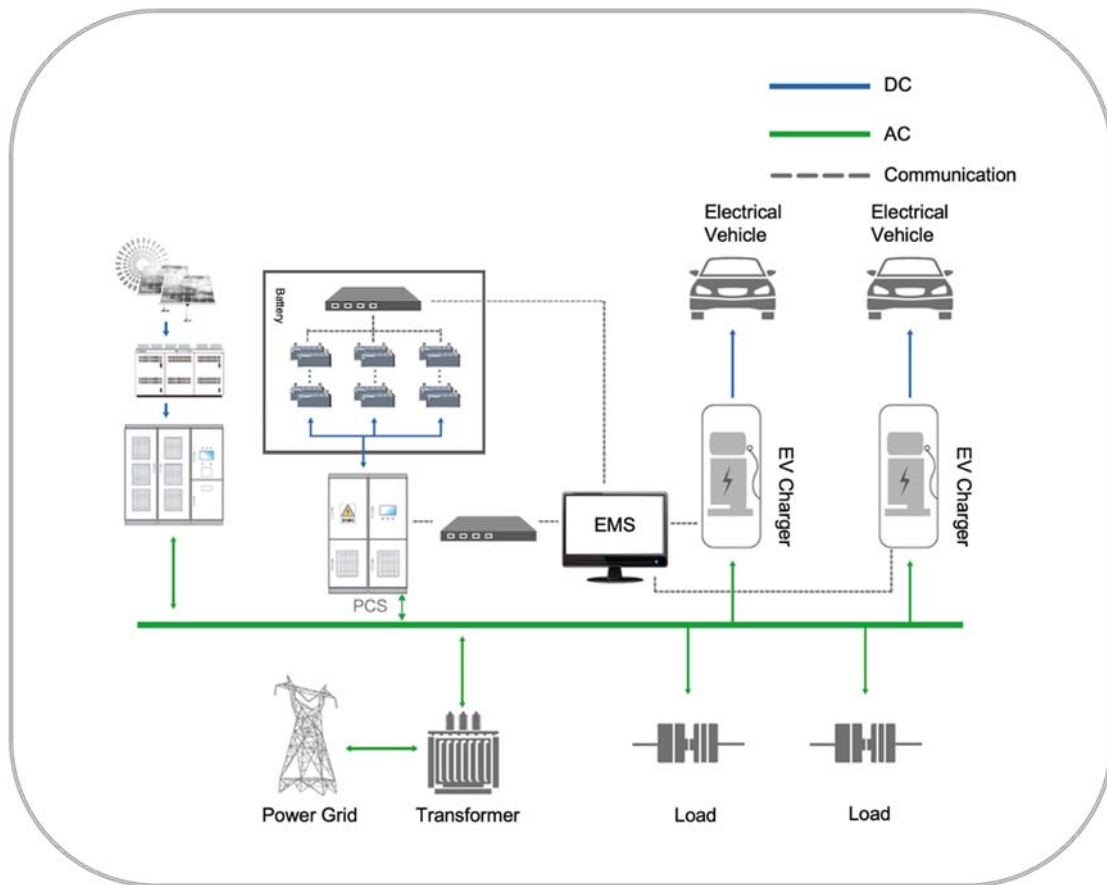 DC
AC
Communication
Electrical
Vehicle
Electrical
Vehicle
Battery
EV Charger
EV Charger
EMS
PCS
Power Grid
Transformer
Load
Load